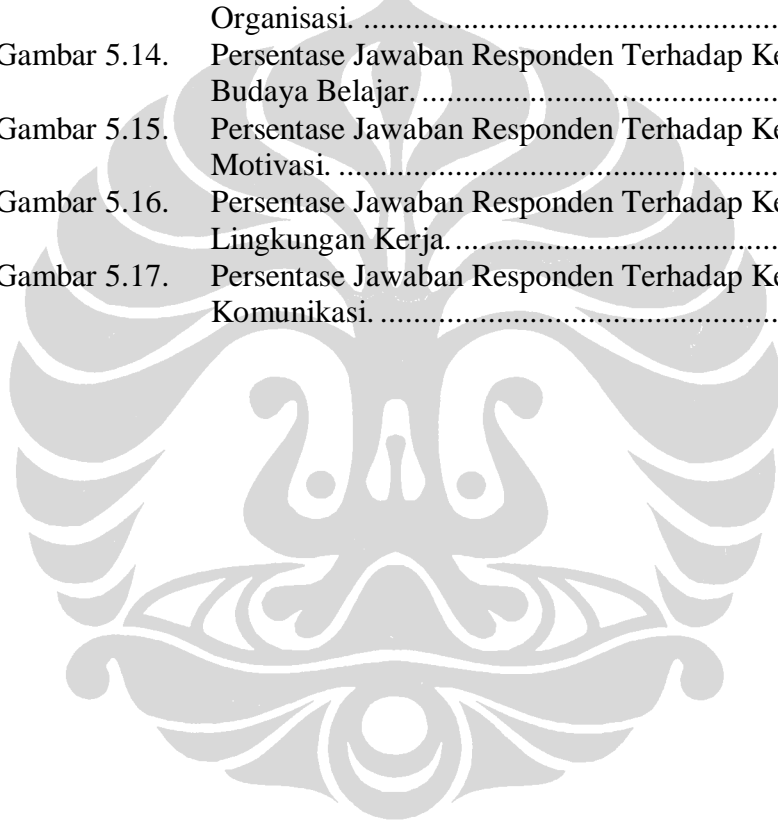 Organisasi. ..............................................................
Gambar 5.14. Persentase Jawaban Responden Terhadap Ke
Budaya Belajar. ......................................................
Gambar 5.15. Persentase Jawaban Responden Terhadap Ke
Motivasi. .................................................................
Gambar 5.16. Persentase Jawaban Responden Terhadap Ke
Lingkungan Kerja. .................................................
Gambar 5.17. Persentase Jawaban Responden Terhadap Ke
Komunikasi. ...........................................................